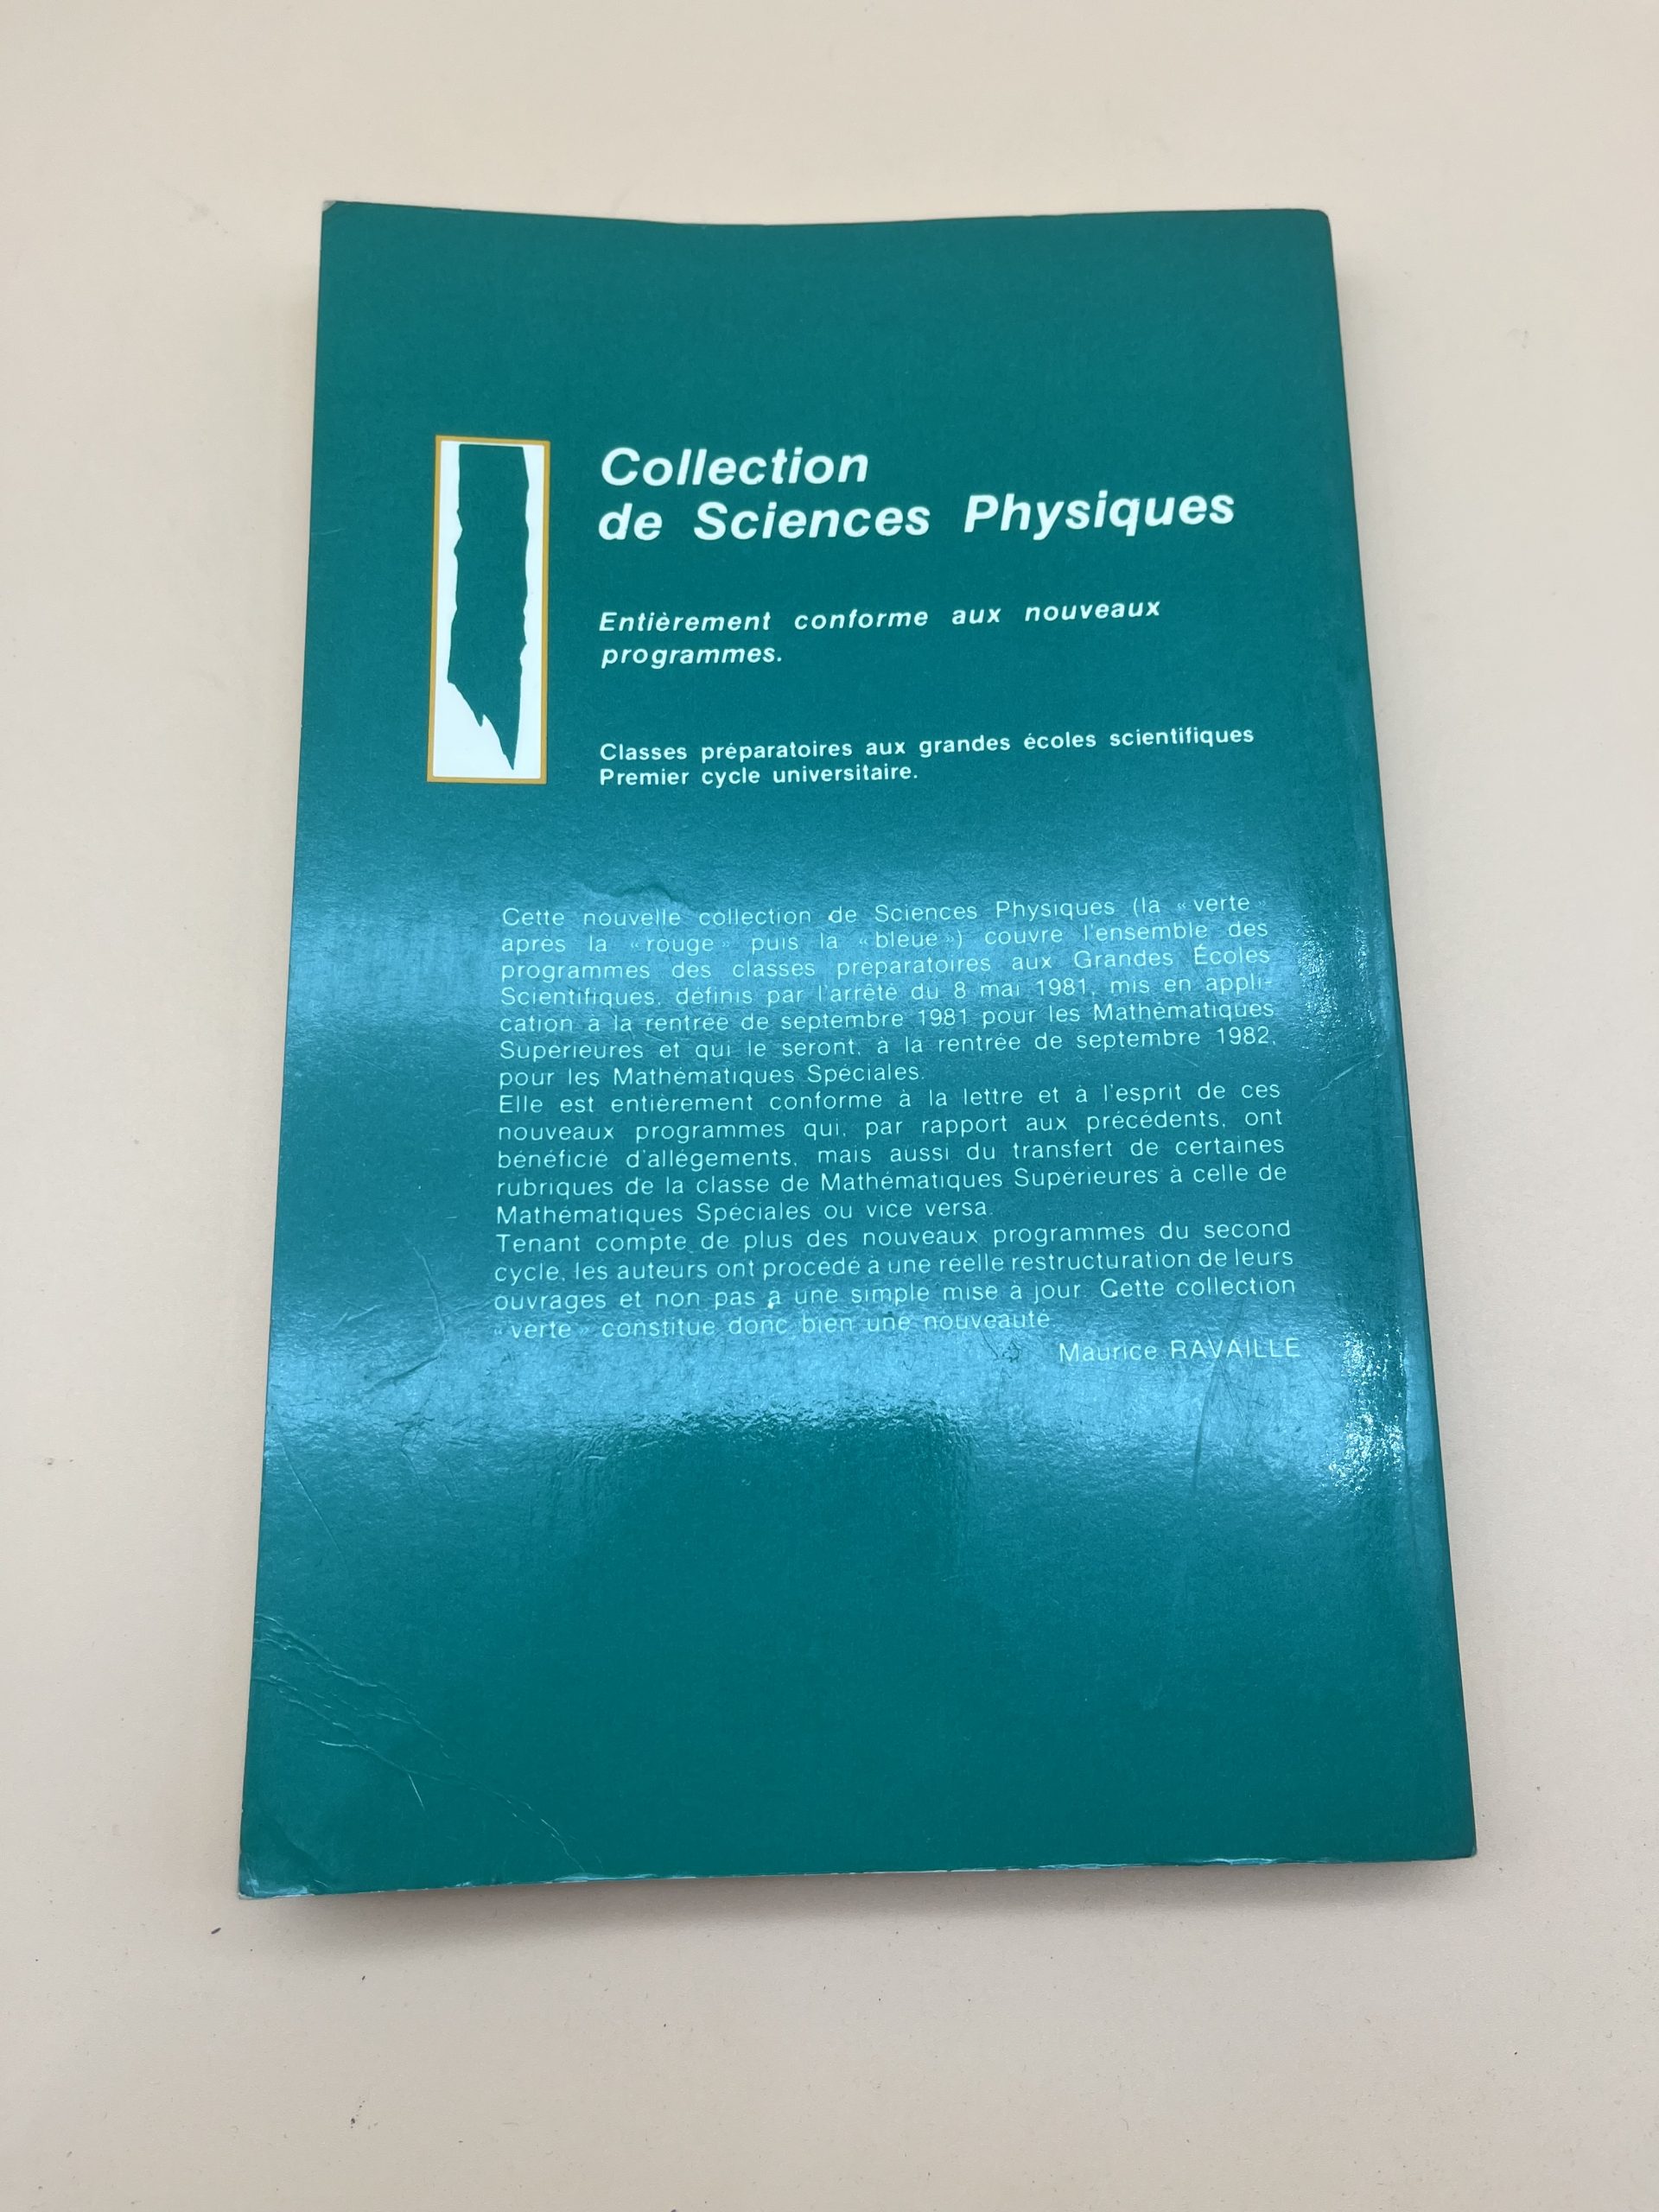 Collection
de Sciences Physiques
Entièrement conforme aux nouveaux
programmes.
Classes préparatoires aux grandes écoles scientifiques
Premier cycle universitaire.
Cette nouvelle collection de Sciences Physiques (la « verte »
après la « rouge » puis la « bleue ») couvre l'ensemble des
programmes des classes préparatoires aux Grandes Écoles
Scientifiques, définis par l'arrêté du 8 mai 1981, mis en appli-
cation à la rentrée de septembre 1981 pour les Mathématiques
Supérieures et qui le seront, à la rentrée de septembre 1982,
pour les Mathématiques Spéciales.
Elle est entièrement conforme à la lettre et à l'esprit de ces
nouveaux programmes qui, par rapport aux précédents, ont
bénéficié d'allégements, mais aussi du transfert de certaines
rubriques de la classe de Mathématiques Supérieures à celle de
Mathématiques Spéciales ou vice versa.
Tenant compte de plus des nouveaux programmes du second
cycle, les auteurs ont procédé à une réelle restructuration de leurs
ouvrages et non pas à une simple mise à jour. Cette collection
« verte » constitue donc bien une nouveauté.
Maurice RAVAILLE